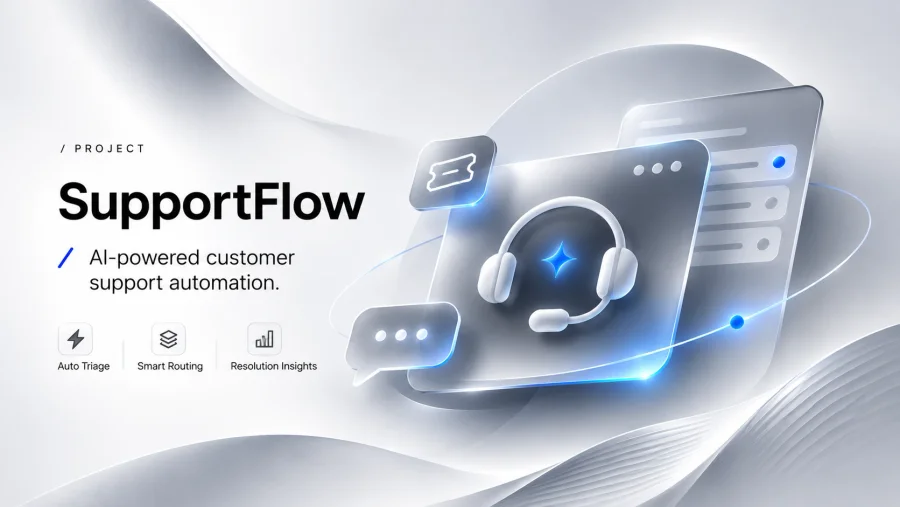 / PROJECT
SupportFlow
/ AI-powered customer
support automation.
Auto Triage
Smart Routing
Resolution Insights